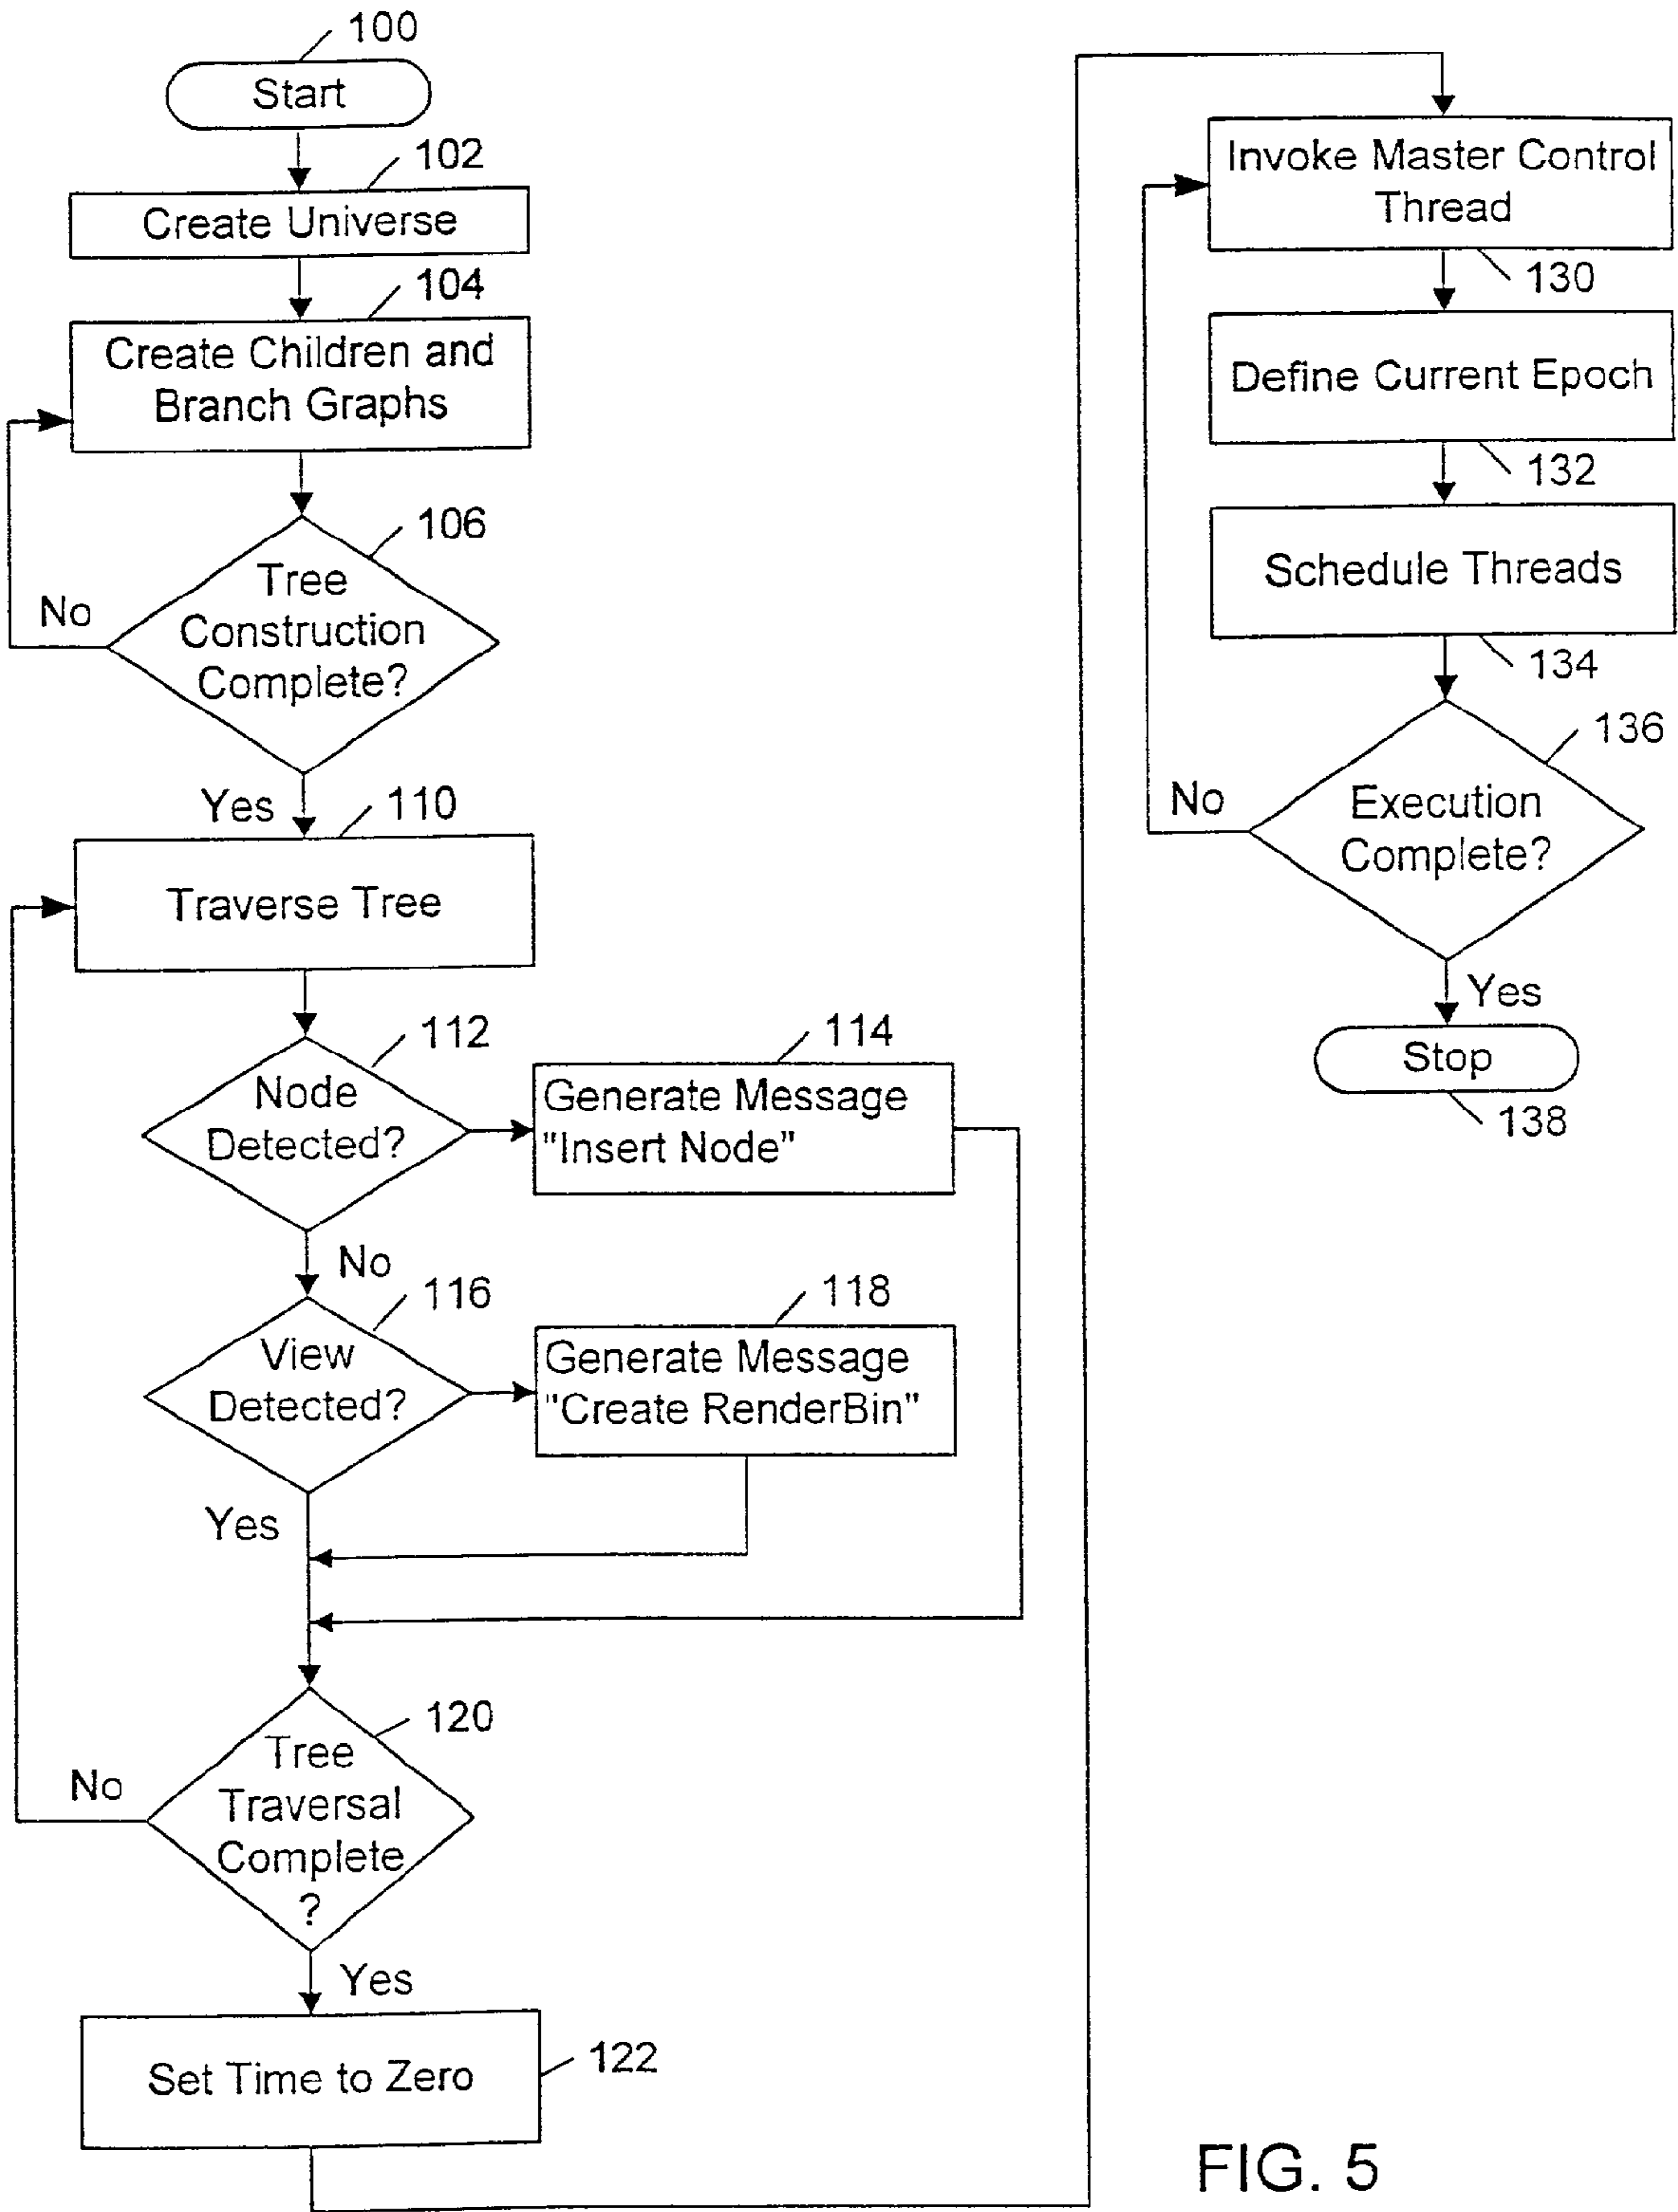 100
Start
102
Create Universe
104
Create Children and
Branch Graphs
106
Tree
Construction
Complete?
No
Yes
110
Traverse Tree
112
Node
Detected?
114
Generate Message
"Insert Node"
No
116
View
Detected?
118
Generate Message
"Create RenderBin"
Yes
120
Tree
Traversal
Complete
?
No
Yes
Set Time to Zero
122
Invoke Master Control
Thread
130
Define Current Epoch
132
Schedule Threads
134
136
Execution
Complete?
No
Yes
Stop
138
FIG. 5